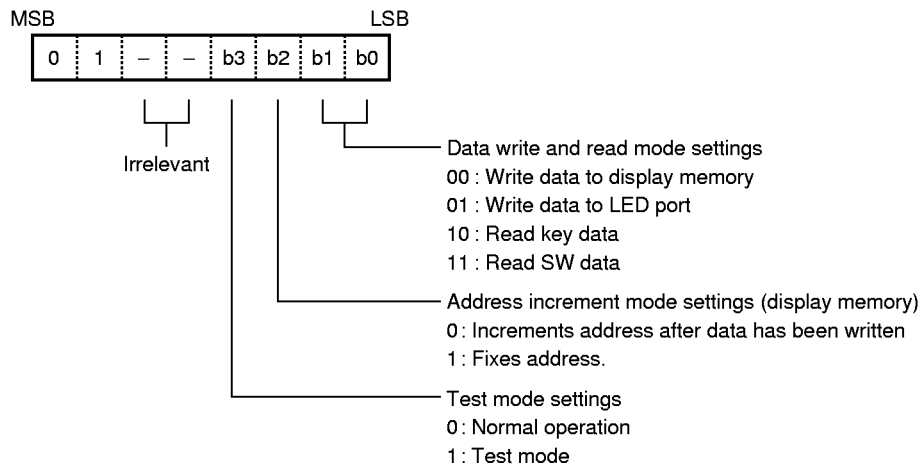 MSB LSB
0 1 – – b3 b2 b1 b0
Irrelevant
Data write and read mode settings
00 : Write data to display memory
01 : Write data to LED port
10 : Read key data
11 : Read SW data
Address increment mode settings (display memory)
0 : Increments address after data has been written
1 : Fixes address.
Test mode settings
0 : Normal operation
1 : Test mode